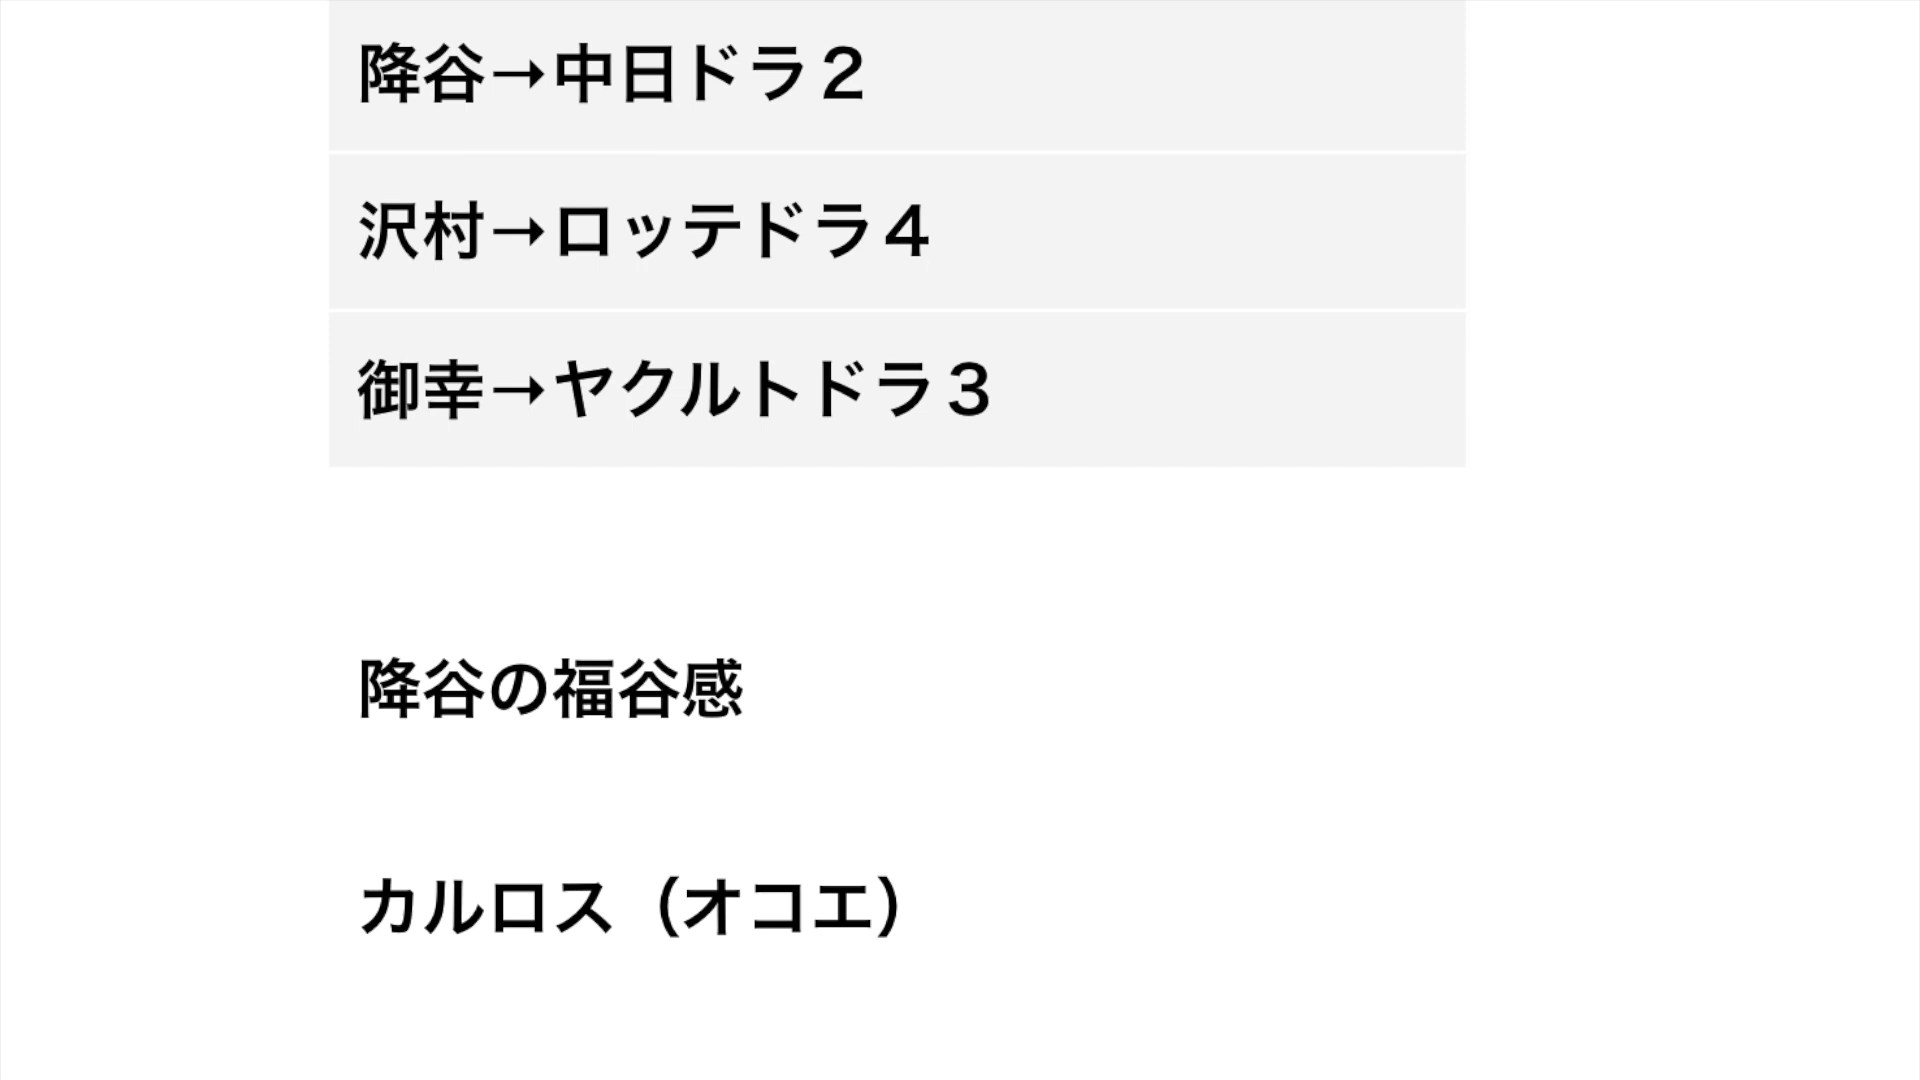 降谷→中日ドラ２
沢村→ロッテドラ４
御幸→ヤクルトドラ３
降谷の福谷感
カルロス（オコエ）